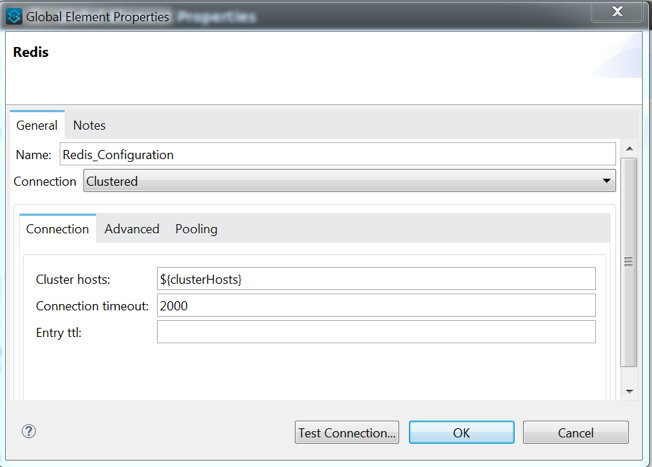 Global Element Properties
Properties
Redis
General Notes
Name: Redis_Configuration
Connection Clustered
Connection Advanced Pooling
Cluster hosts: ${clusterHosts}
Connection timeout: 2000
Entry ttl:
? Test Connection... OK Cancel